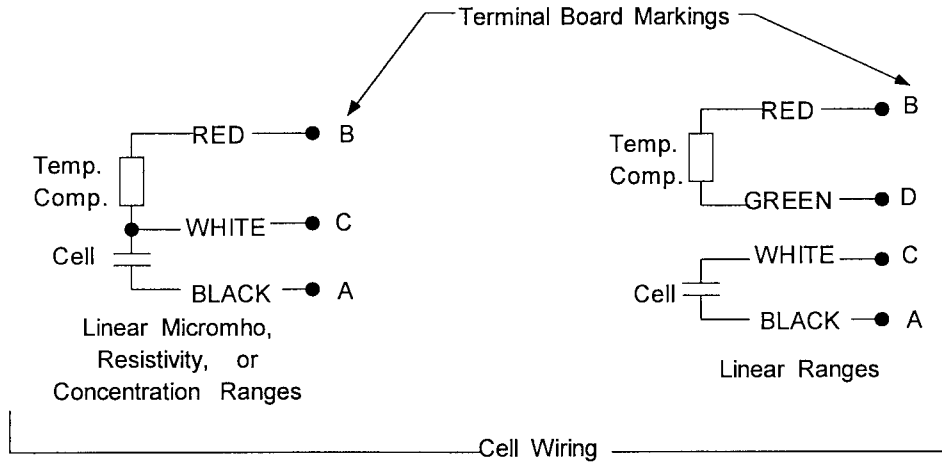 Terminal Board Markings
RED B
Temp.
Comp.
WHITE C
Cell
BLACK A
Linear Micromho,
Resistivity, or
Concentration Ranges
RED B
Temp.
Comp.
GREEN D
WHITE C
Cell
BLACK A
Linear Ranges
Cell Wiring